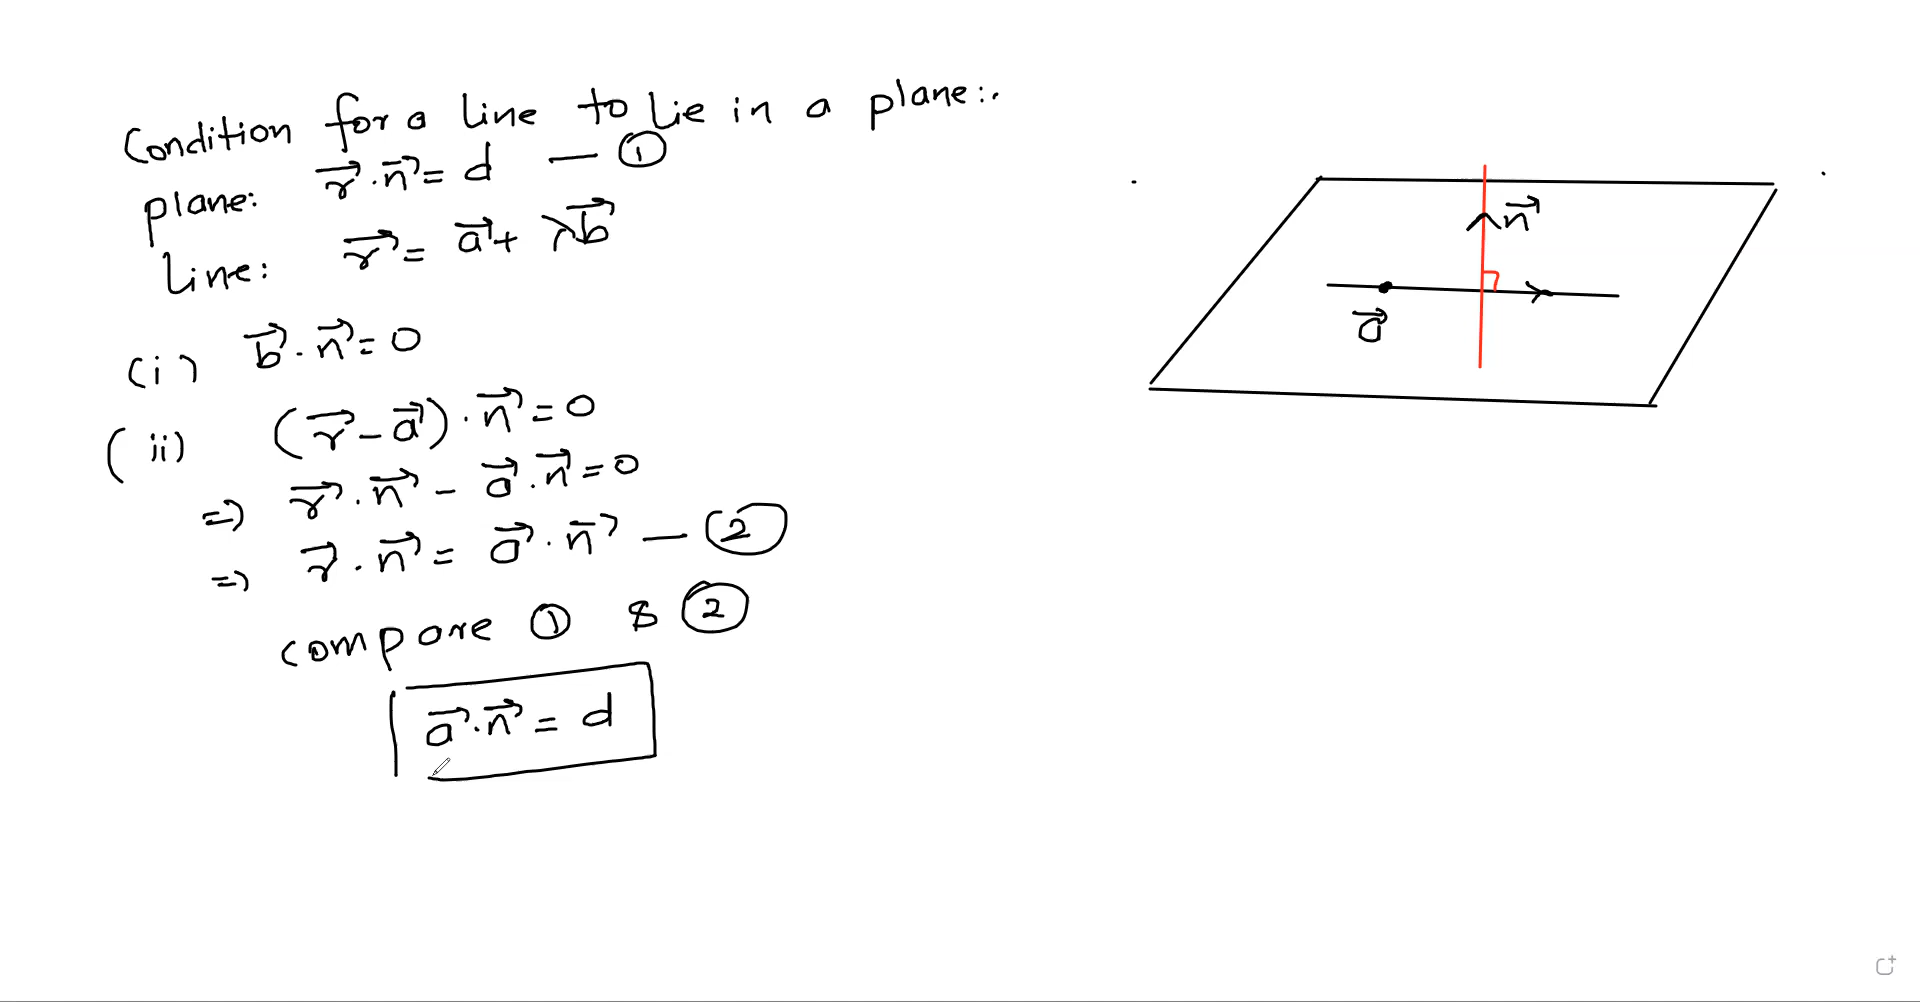 Condition for a line to lie in a plane:.
plane: r⃗ . n⃗ = d — ①
Line: r⃗ = a⃗ + λb⃗
(i) b⃗ . n⃗ = 0
(ii) (r⃗ - a⃗) . n⃗ = 0
=) r⃗ . n⃗ - a⃗ . n⃗ = 0
=) r⃗ . n⃗ = a⃗ . n⃗ — ②
compare ① & ②
a⃗ . n⃗ = d
n⃗
a⃗